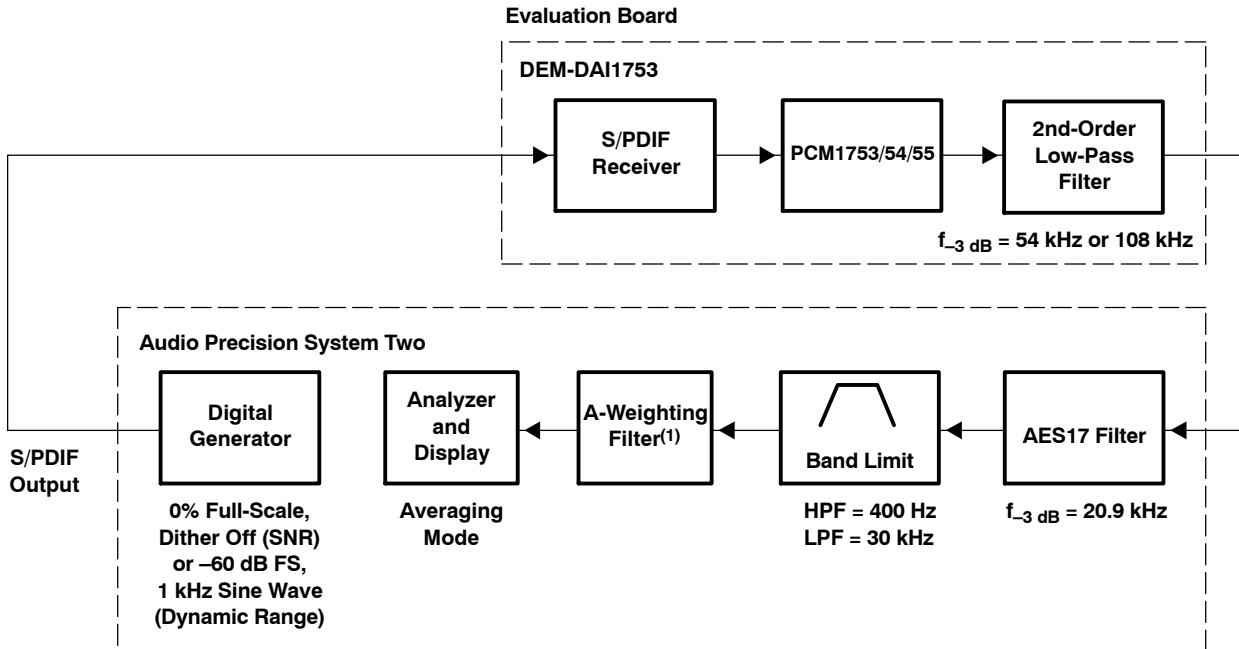 Evaluation Board
DEM-DAI1753
S/PDIF
Receiver
PCM1753/54/55
2nd-Order
Low-Pass
Filter
f–3 dB = 54 kHz or 108 kHz
Audio Precision System Two
Digital
Generator
Analyzer
and
Display
A-Weighting
Filter(1)
Band Limit
AES17 Filter
S/PDIF
Output
0% Full-Scale,
Dither Off (SNR)
or –60 dB FS,
1 kHz Sine Wave
(Dynamic Range)
Averaging
Mode
HPF = 400 Hz
LPF = 30 kHz
f–3 dB = 20.9 kHz